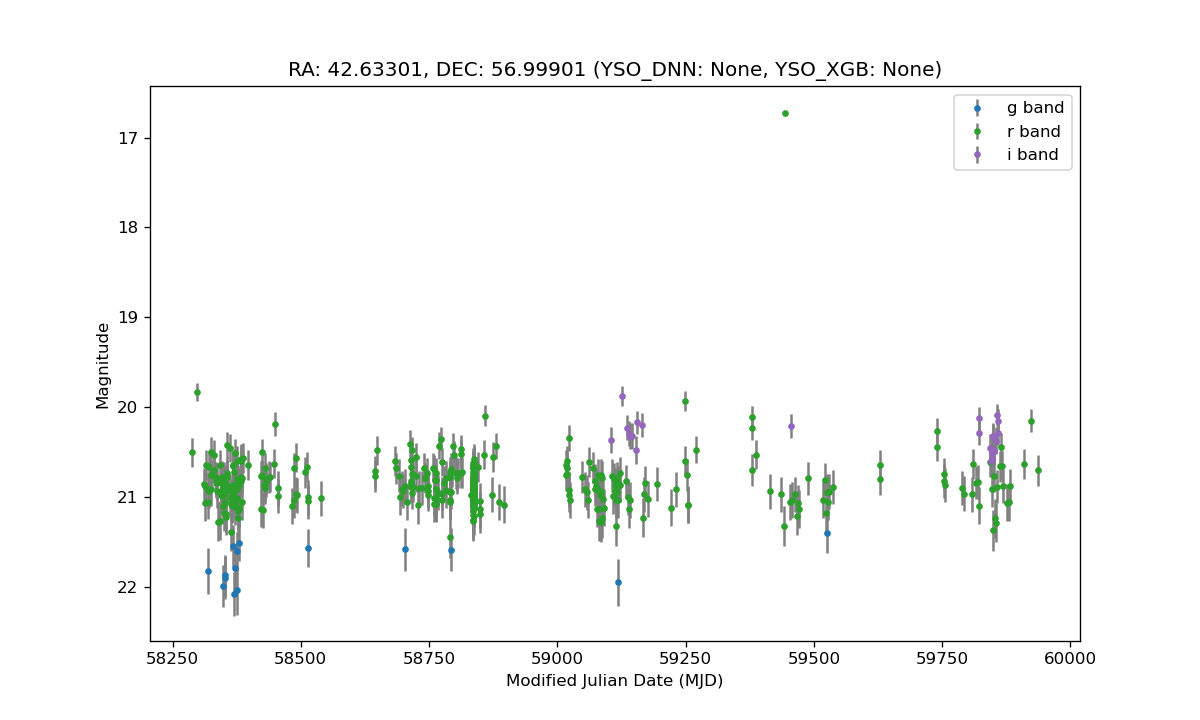 RA: 42.63301, DEC: 56.99901 (YSO_DNN: None, YSO_XGB: None)
g band
r band
i band
17
18
19
20
21
22
Magnitude
58250 58500 58750 59000 59250 59500 59750 60000
Modified Julian Date (MJD)